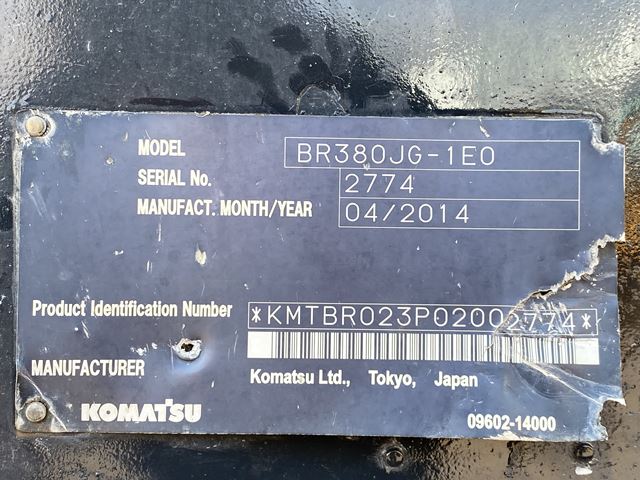 MODEL BR380JG-1E0
SERIAL No. 2774
MANUFACT. MONTH/YEAR 04/2014
Product Identification Number *KMTBR023P02002774*
MANUFACTURER Komatsu Ltd., Tokyo, Japan
KOMATSU 09602-14000